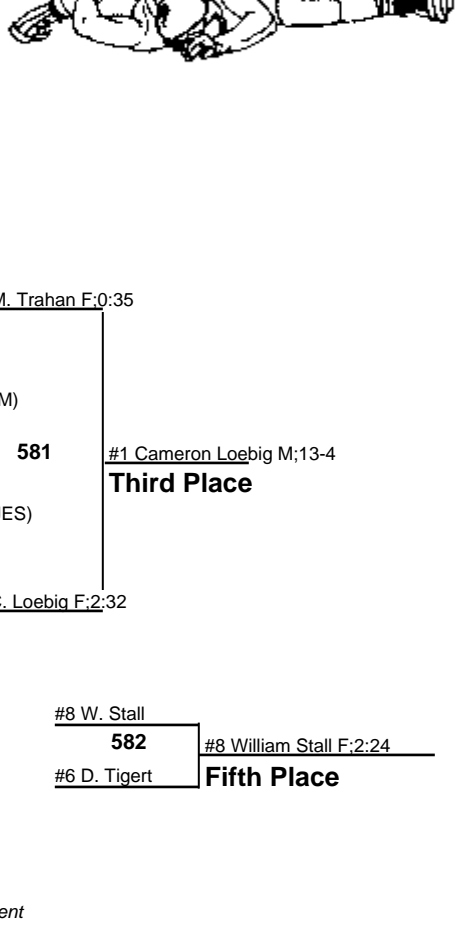 M. Trahan F;0:35
M)
581
#1 Cameron Loebig M;13-4
Third Place
ES)
C. Loebig F;2:32
#8 W. Stall
582
#8 William Stall F;2:24
#6 D. Tigert
Fifth Place
ent